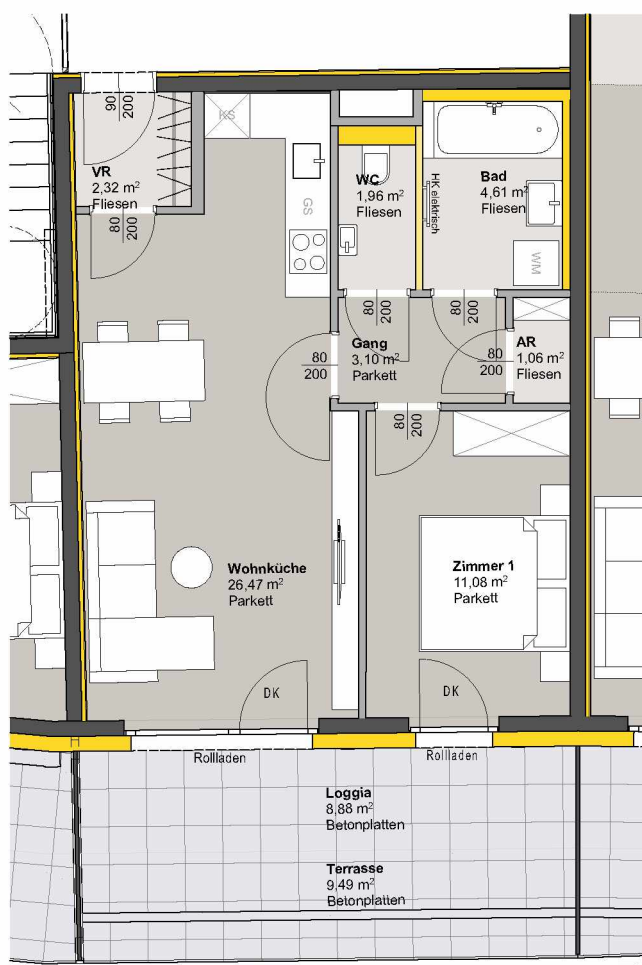 90
200
KS
VR
2,32 m²
Fliesen
80
200
GS
WC
1,96 m²
Fliesen
HK elektrisch
Bad
4,61 m²
Fliesen
WM
80
200
80
200
Gang
3,10 m²
Parkett
80
200
80
200
AR
1,06 m²
Fliesen
80
200
Wohnküche
26,47 m²
Parkett
Zimmer 1
11,08 m²
Parkett
DK
DK
Rollladen
Rollladen
Loggia
8,88 m²
Betonplatten
Terrasse
9,49 m²
Betonplatten